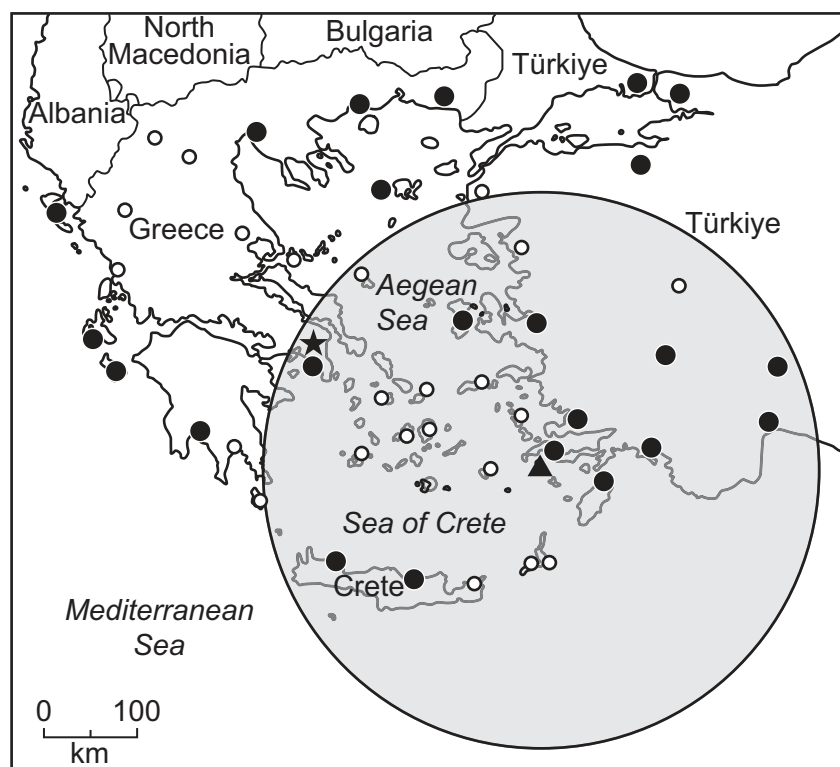 North
Macedonia
Bulgaria
Türkiye
Albania
Greece
Türkiye
Aegean
Sea
Sea of Crete
Crete
Mediterranean
Sea
0 100
km